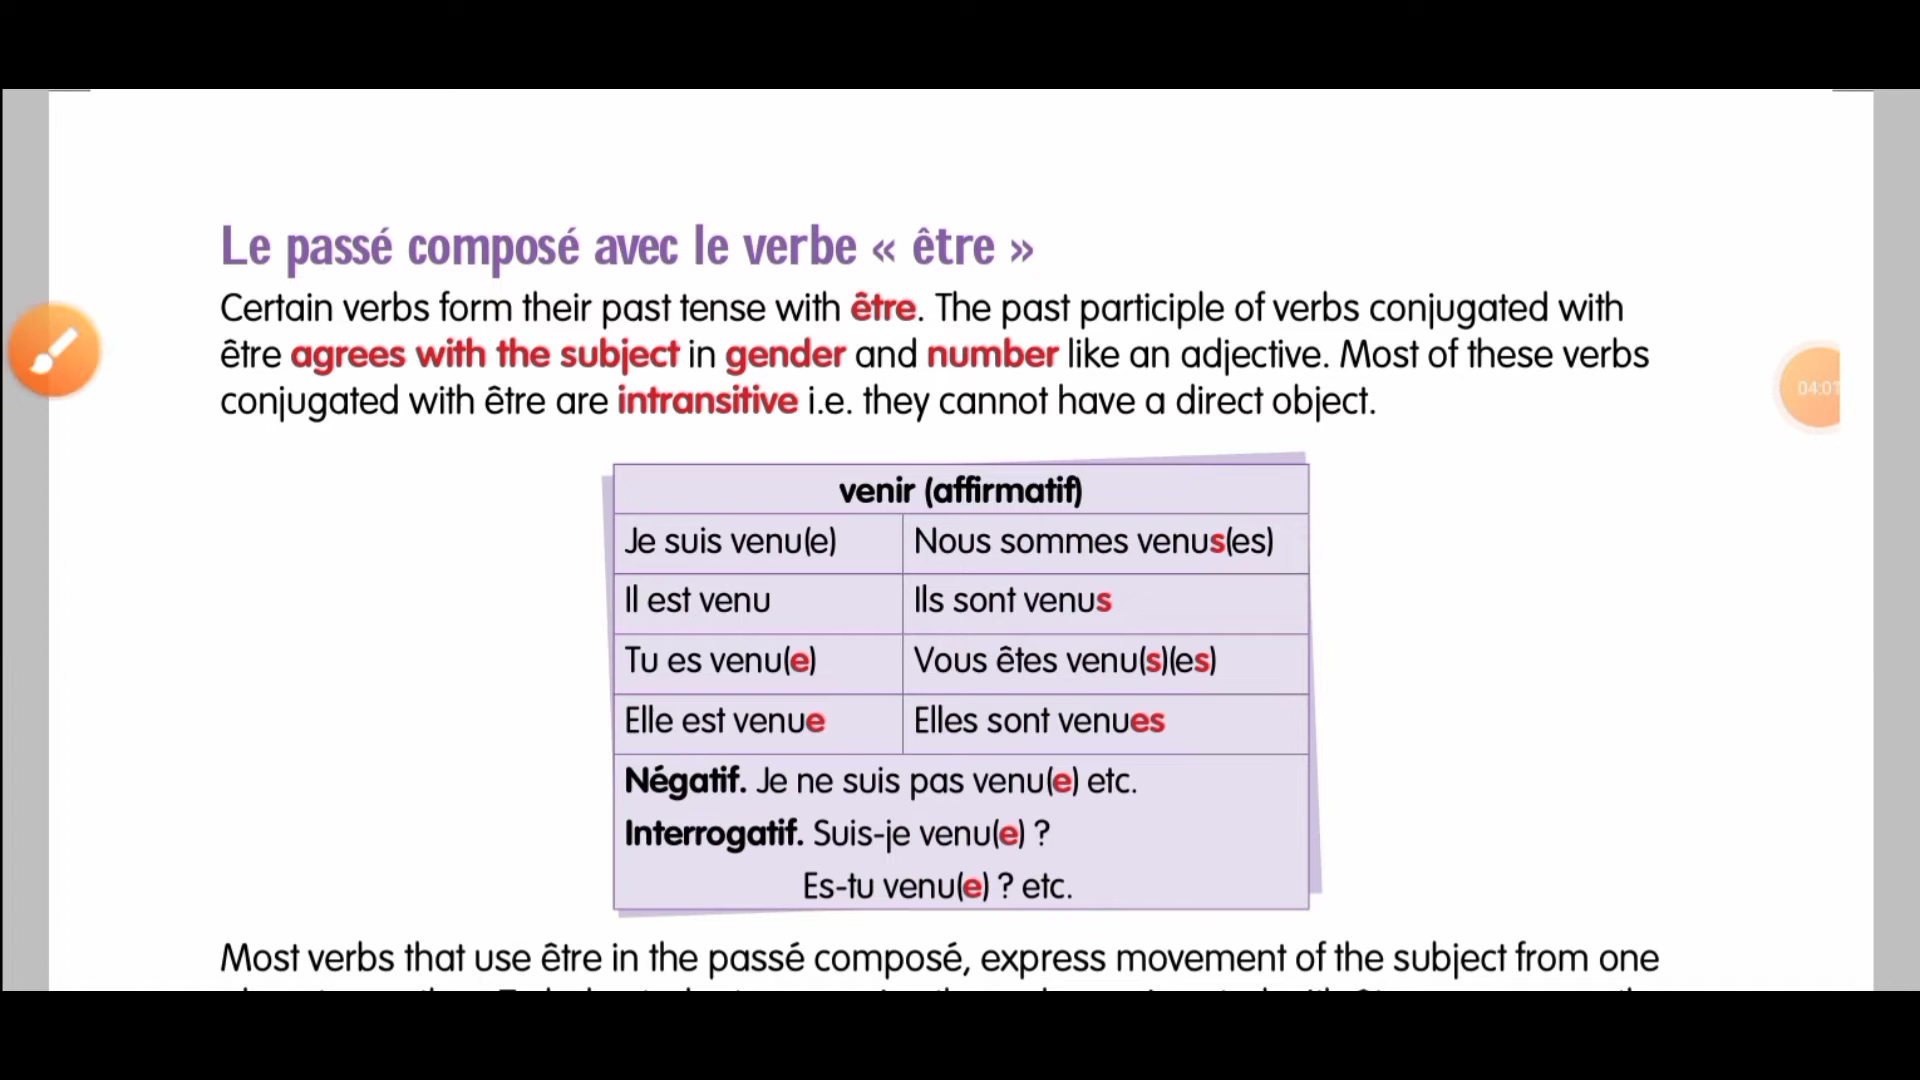 Le passé composé avec le verbe « être »
Certain verbs form their past tense with être. The past participle of verbs conjugated with
être agrees with the subject in gender and number like an adjective. Most of these verbs
conjugated with être are intransitive i.e. they cannot have a direct object.
04:01
venir (affirmatif)
Je suis venu(e) Nous sommes venus(es)
Il est venu Ils sont venus
Tu es venu(e) Vous êtes venu(s)(es)
Elle est venue Elles sont venues
Négatif. Je ne suis pas venu(e) etc.
Interrogatif. Suis-je venu(e) ?
Es-tu venu(e) ? etc.
Most verbs that use être in the passé composé, express movement of the subject from one